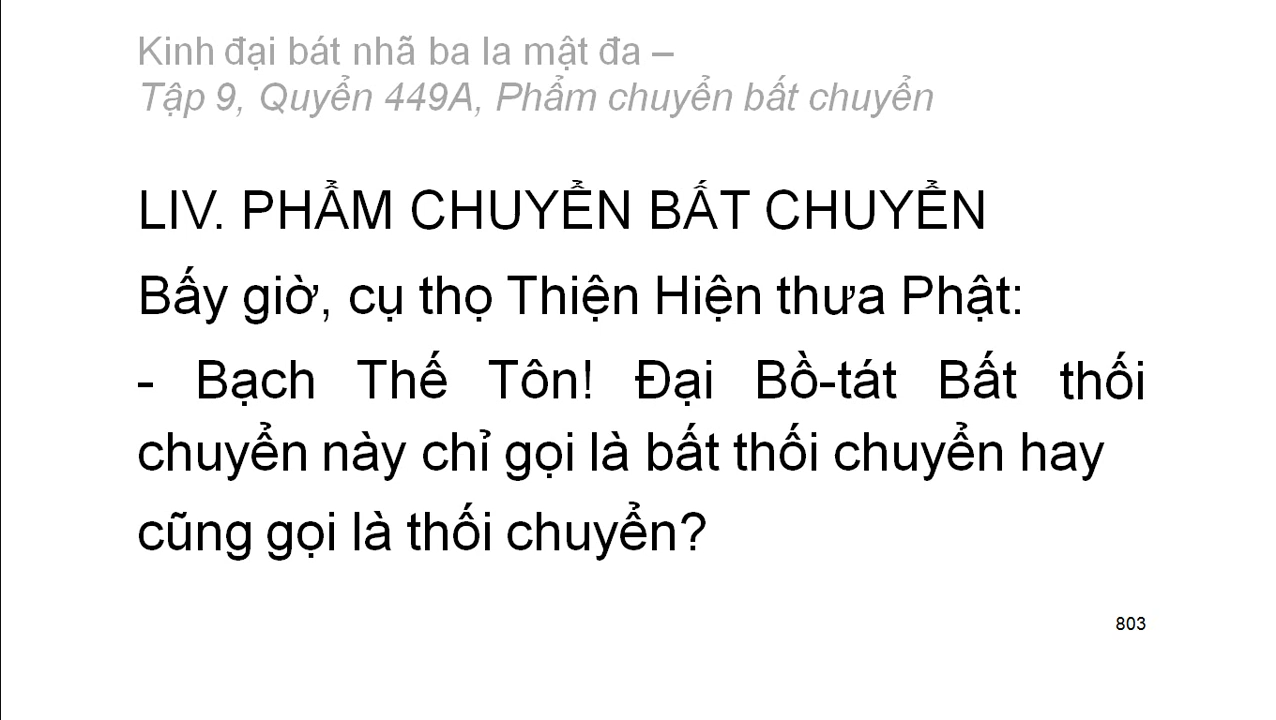 Kinh đại bát nhã ba la mật đa –
Tập 9, Quyển 449A, Phẩm chuyển bất chuyển
LIV. PHẨM CHUYỂN BẤT CHUYỂN
Bấy giờ, cụ thọ Thiện Hiện thưa Phật:
- Bạch Thế Tôn! Đại Bồ-tát Bất thối
chuyển này chỉ gọi là bất thối chuyển hay
cũng gọi là thối chuyển?
803